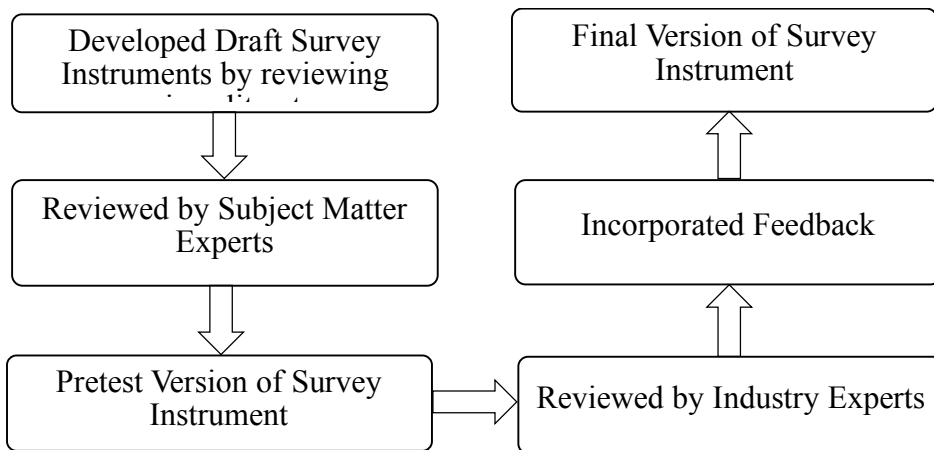 Developed Draft Survey
Instruments by reviewing
Reviewed by Subject Matter
Experts
Pretest Version of Survey
Instrument
Reviewed by Industry Experts
Incorporated Feedback
Final Version of Survey
Instrument